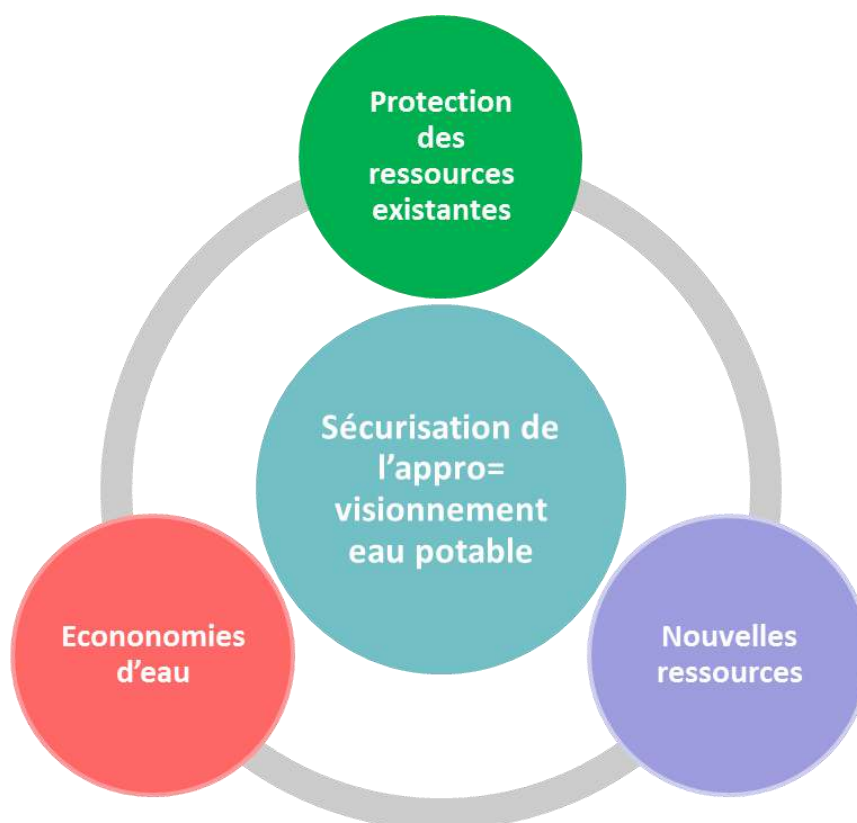 Protection
des
ressources
existantes
Sécurisation de
l’appro=
visionnement
eau potable
Econonomies
d’eau
Nouvelles
ressources